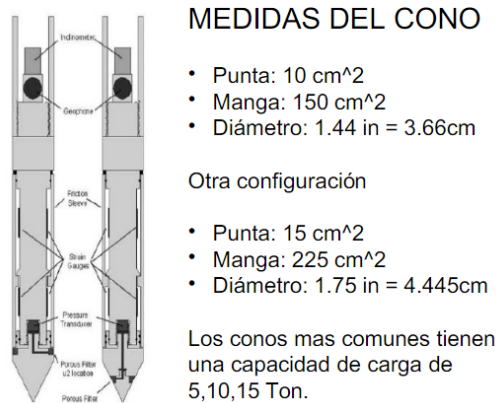 MEDIDAS DEL CONO
• Punta: 10 cm^2
• Manga: 150 cm^2
• Diámetro: 1.44 in = 3.66cm
Otra configuración
• Punta: 15 cm^2
• Manga: 225 cm^2
• Diámetro: 1.75 in = 4.445cm
Los conos mas comunes tienen
una capacidad de carga de
5,10,15 Ton.
Inclinometer
Geophone
Friction
Sleeve
Strain
Gauges
Pressure
Transducer
Porous Filter
u2 location
Porous Filter